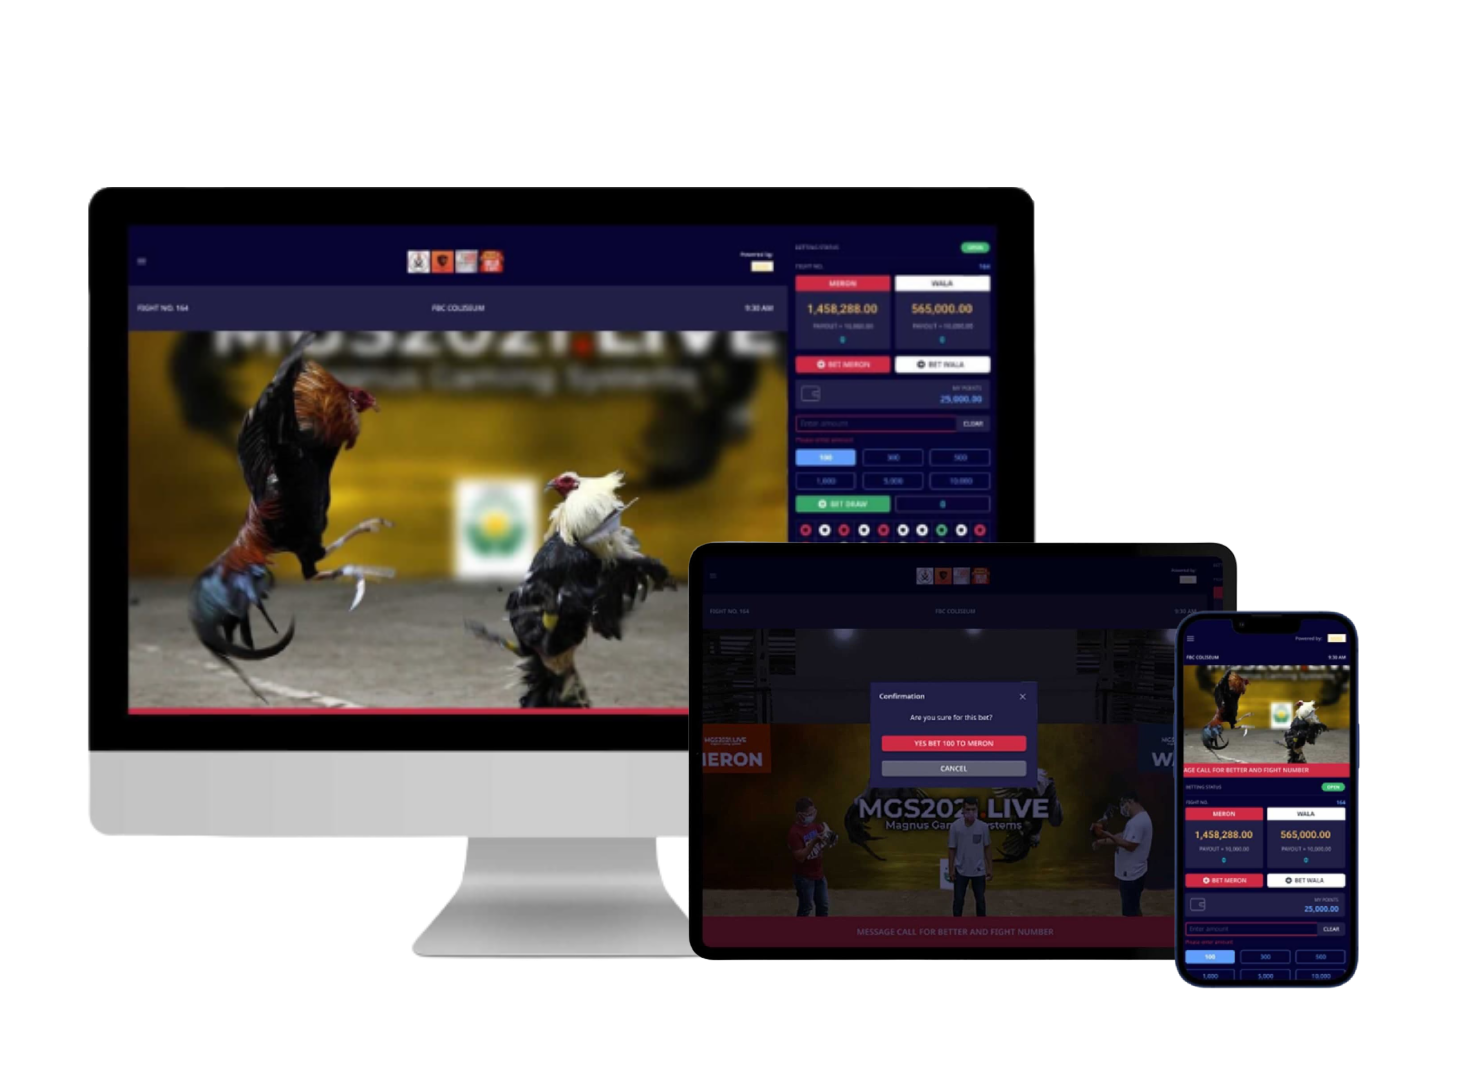 Powered by:
BETTING STATUS
OPEN
FIGHT NO.
164
FIGHT NO. 164
FBC COLISEUM
9:30 AM
MERON
WALA
1,458,288.00
565,000.00
PAYOUT = 10,000.00
PAYOUT = 10,000.00
0
0
BET MERON
BET WALA
MY POINTS
25,000.00
Enter amount
CLEAR
Please enter amount
100
300
500
1,000
5,000
10,000
BET DRAW
0
MGS2021.LIVE
Magnus Gaming Systems
Powered by:
FIGHT NO. 164
FBC COLISEUM
9:30 AM
Confirmation
Are you sure for this bet?
YES BET 100 TO MERON
CANCEL
MGS2021.LIVE
MERON
W
MGS2021.LIVE
Magnus Gaming Systems
MESSAGE CALL FOR BETTER AND FIGHT NUMBER
Powered by:
FBC COLISEUM
9:30 AM
AGE CALL FOR BETTER AND FIGHT NUMBER
BETTING STATUS
OPEN
FIGHT NO.
164
MERON
WALA
1,458,288.00
565,000.00
PAYOUT = 10,000.00
PAYOUT = 10,000.00
0
0
BET MERON
BET WALA
MY POINTS
25,000.00
Enter amount
CLEAR
Please enter amount
100
300
500
1,000
5,000
10,000